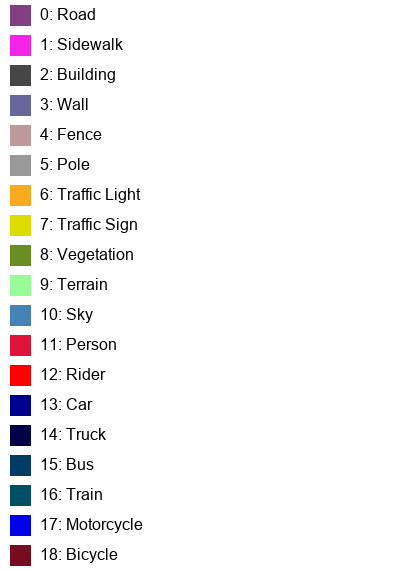 0: Road
1: Sidewalk
2: Building
3: Wall
4: Fence
5: Pole
6: Traffic Light
7: Traffic Sign
8: Vegetation
9: Terrain
10: Sky
11: Person
12: Rider
13: Car
14: Truck
15: Bus
16: Train
17: Motorcycle
18: Bicycle